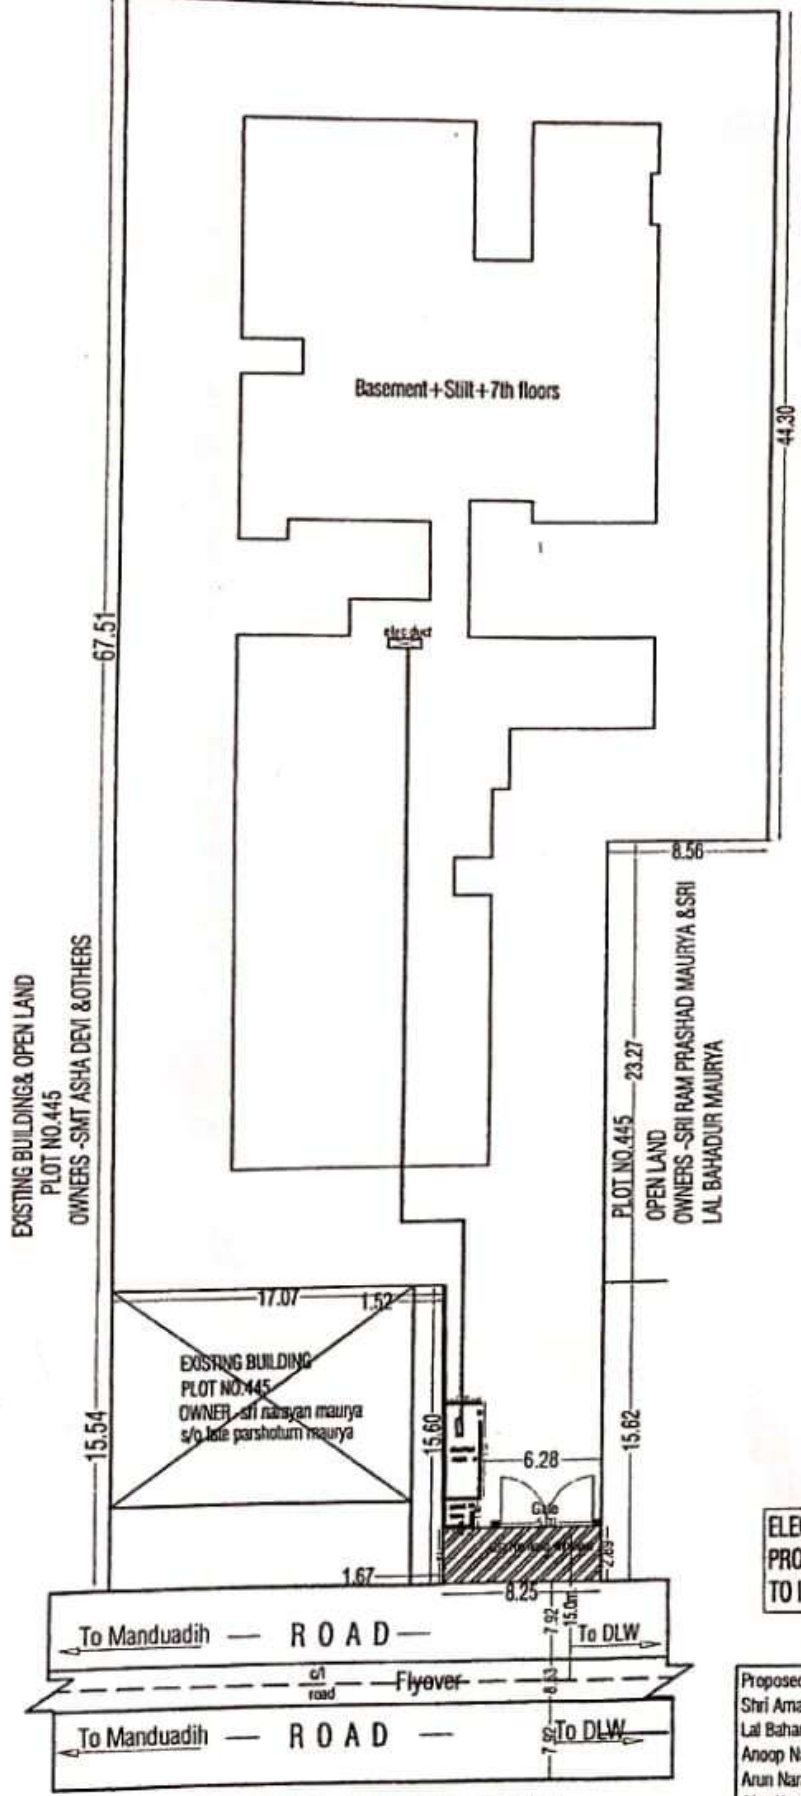 Basement+Stilt+7th floors
44.30
67.51
elec duct
8.56
EXISTING BUILDING& OPEN LAND
PLOT NO.445
OWNERS -SMT ASHA DEVI &OTHERS
23.27
PLOT NO.445
OPEN LAND
OWNERS -SRI RAM PRASHAD MAURYA &SRI
LAL BAHADUR MAURYA
17.07
1.52
EXISTING BUILDING
PLOT NO.445
OWNER -sri narayan maurya
s/o late parshotum maurya
15.54
15.60
15.62
6.28
Gate
2.89
1.67
8.25
15.0m
7.92
To Manduadih — ROAD — To DLW
8.53
c/l
road
Flyover
7.92
To Manduadih — ROAD — To DLW
ELE
PRO
TO
Proposed
Shri Ama
Lal Bahar
Anoop Na
Arun Nar